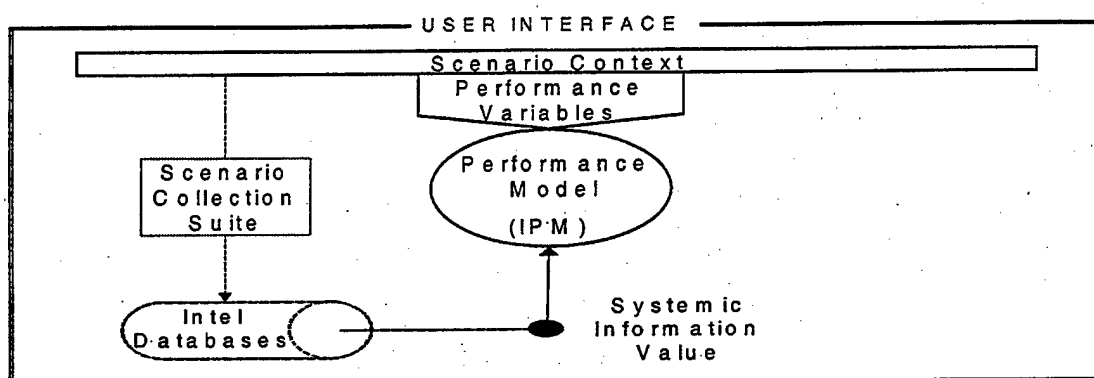 USER INTERFACE
Scenario Context
Performance
Variables
Performance
Model
(IPM)
Scenario
Collection
Suite
Intel
Databases
Systemic
Information
Value